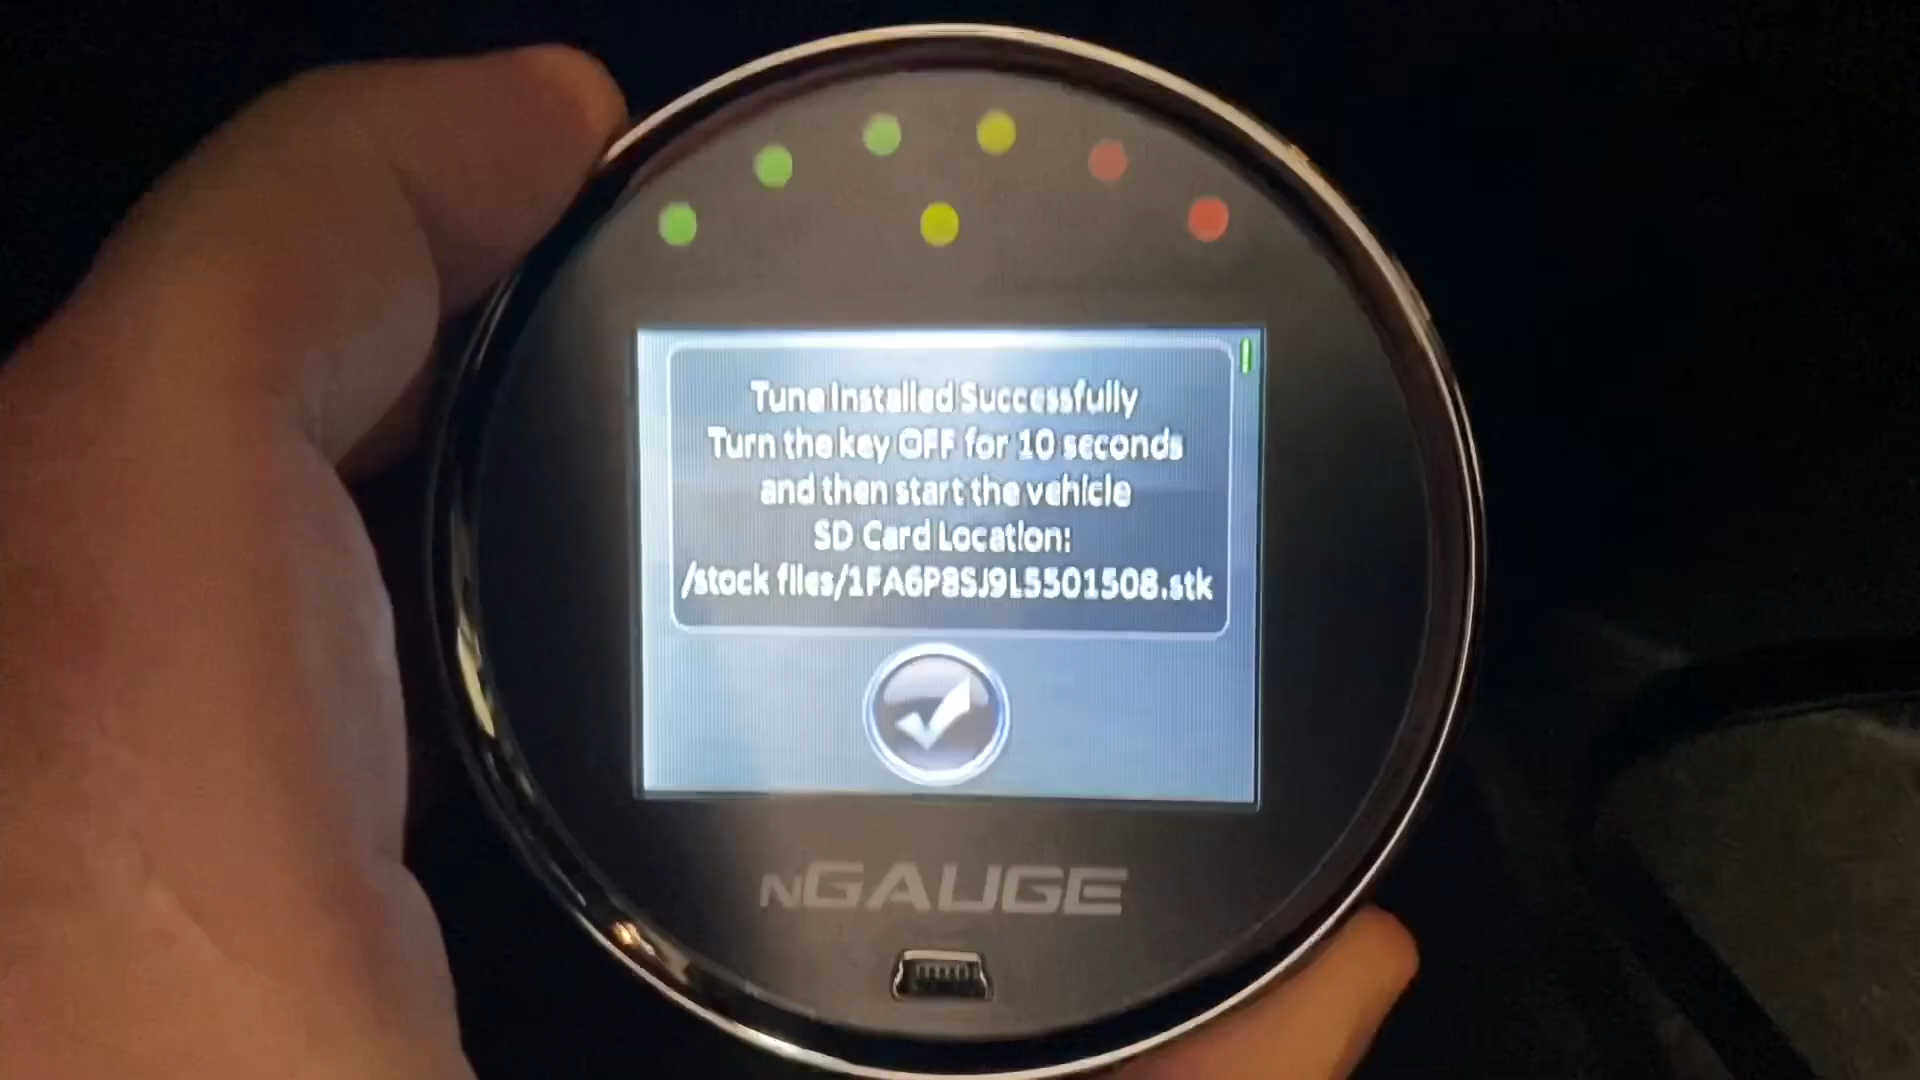 Tune Installed Successfully
Turn the key OFF for 10 seconds
and then start the vehicle
SD Card Location:
/stock files/1FA6P8SJ9L5501508.stk
nGAUGE